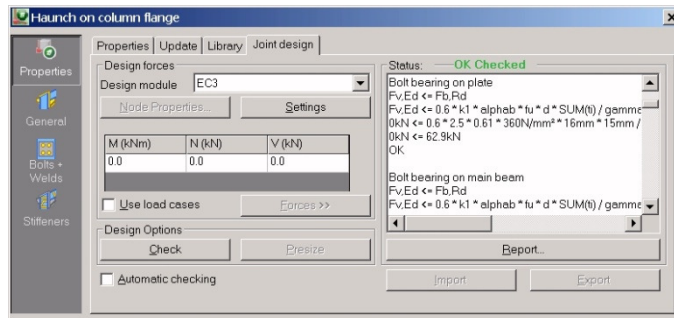 Haunch on column flange
Properties
General
Bolts +
Welds
Stiffeners
Properties Update Library Joint design
Design forces
Design module EC3
Node Properties... Settings
M (kNm) N (kN) V (kN)
0.0 0.0 0.0
Use load cases Forces >>
Design Options
Check Presize
Automatic checking
Status: OK Checked
Bolt bearing on plate
Fv,Ed <= Fb,Rd
Fv,Ed <= 0.6 * k1 * alphab * fu * d * SUM(ti) / gamme
0kN <= 0.6 * 2.5 * 0.61 * 360N/mm² * 16mm * 15mm /
0kN <= 62.9kN
OK
Bolt bearing on main beam
Fv,Ed <= Fb,Rd
Fv,Ed <= 0.6 * k1 * alphab * fu * d * SUM(ti) / gamme
Report...
Import Export